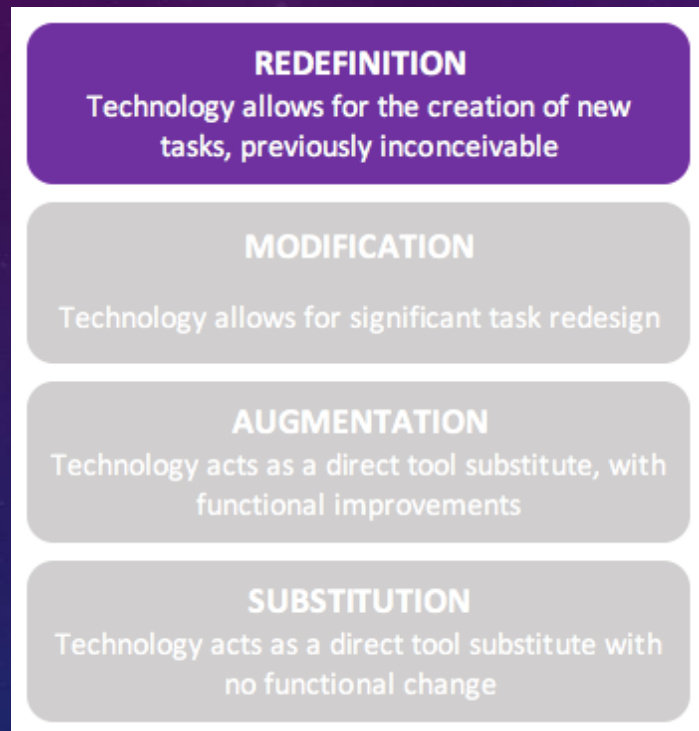 REDEFINITION
Technology allows for the creation of new
tasks, previously inconceivable
MODIFICATION
Technology allows for significant task redesign
AUGMENTATION
Technology acts as a direct tool substitute, with
functional improvements
SUBSTITUTION
Technology acts as a direct tool substitute with
no functional change